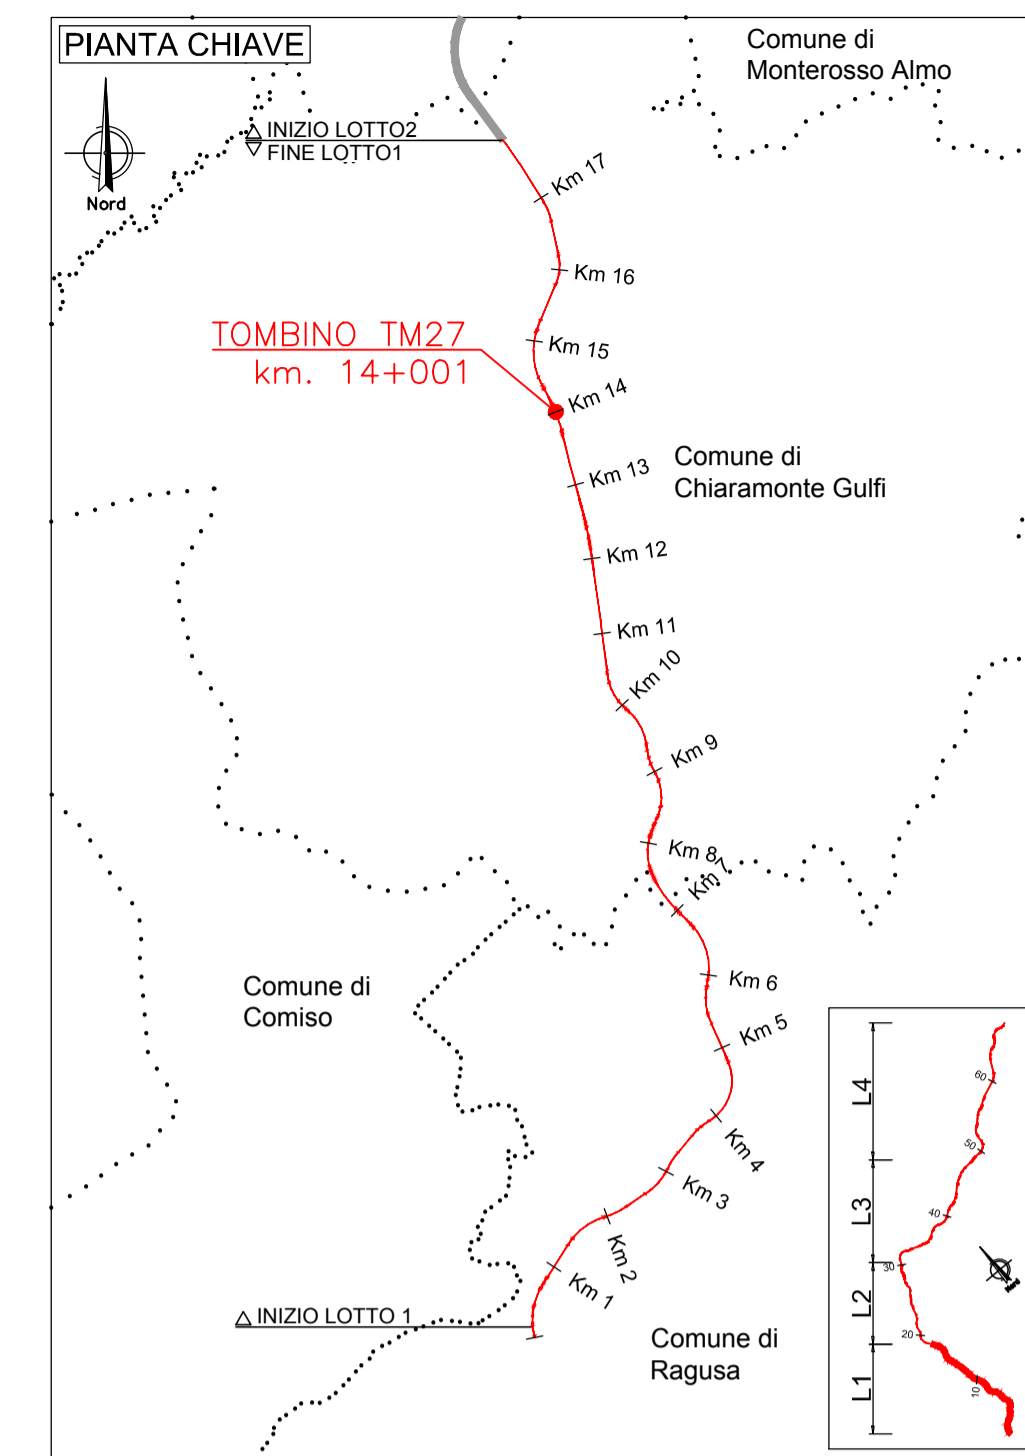 PIANTA CHIAVE
Comune di
Monterosso Almo
INIZIO LOTTO2
FINE LOTTO1
Nord
Km 17
Km 16
TOMBINO TM27
km. 14+001
Km 15
Km 14
Comune di
Chiaramonte Gulfi
Km 13
Km 12
Km 11
Km 10
Km 9
Km 8
Km 7
Comune di
Comiso
Km 6
Km 5
Km 4
Km 3
Km 2
Km 1
INIZIO LOTTO 1
Comune di
Ragusa
L4
60
50
L3
40
30
Nord
L2
20
L1
10